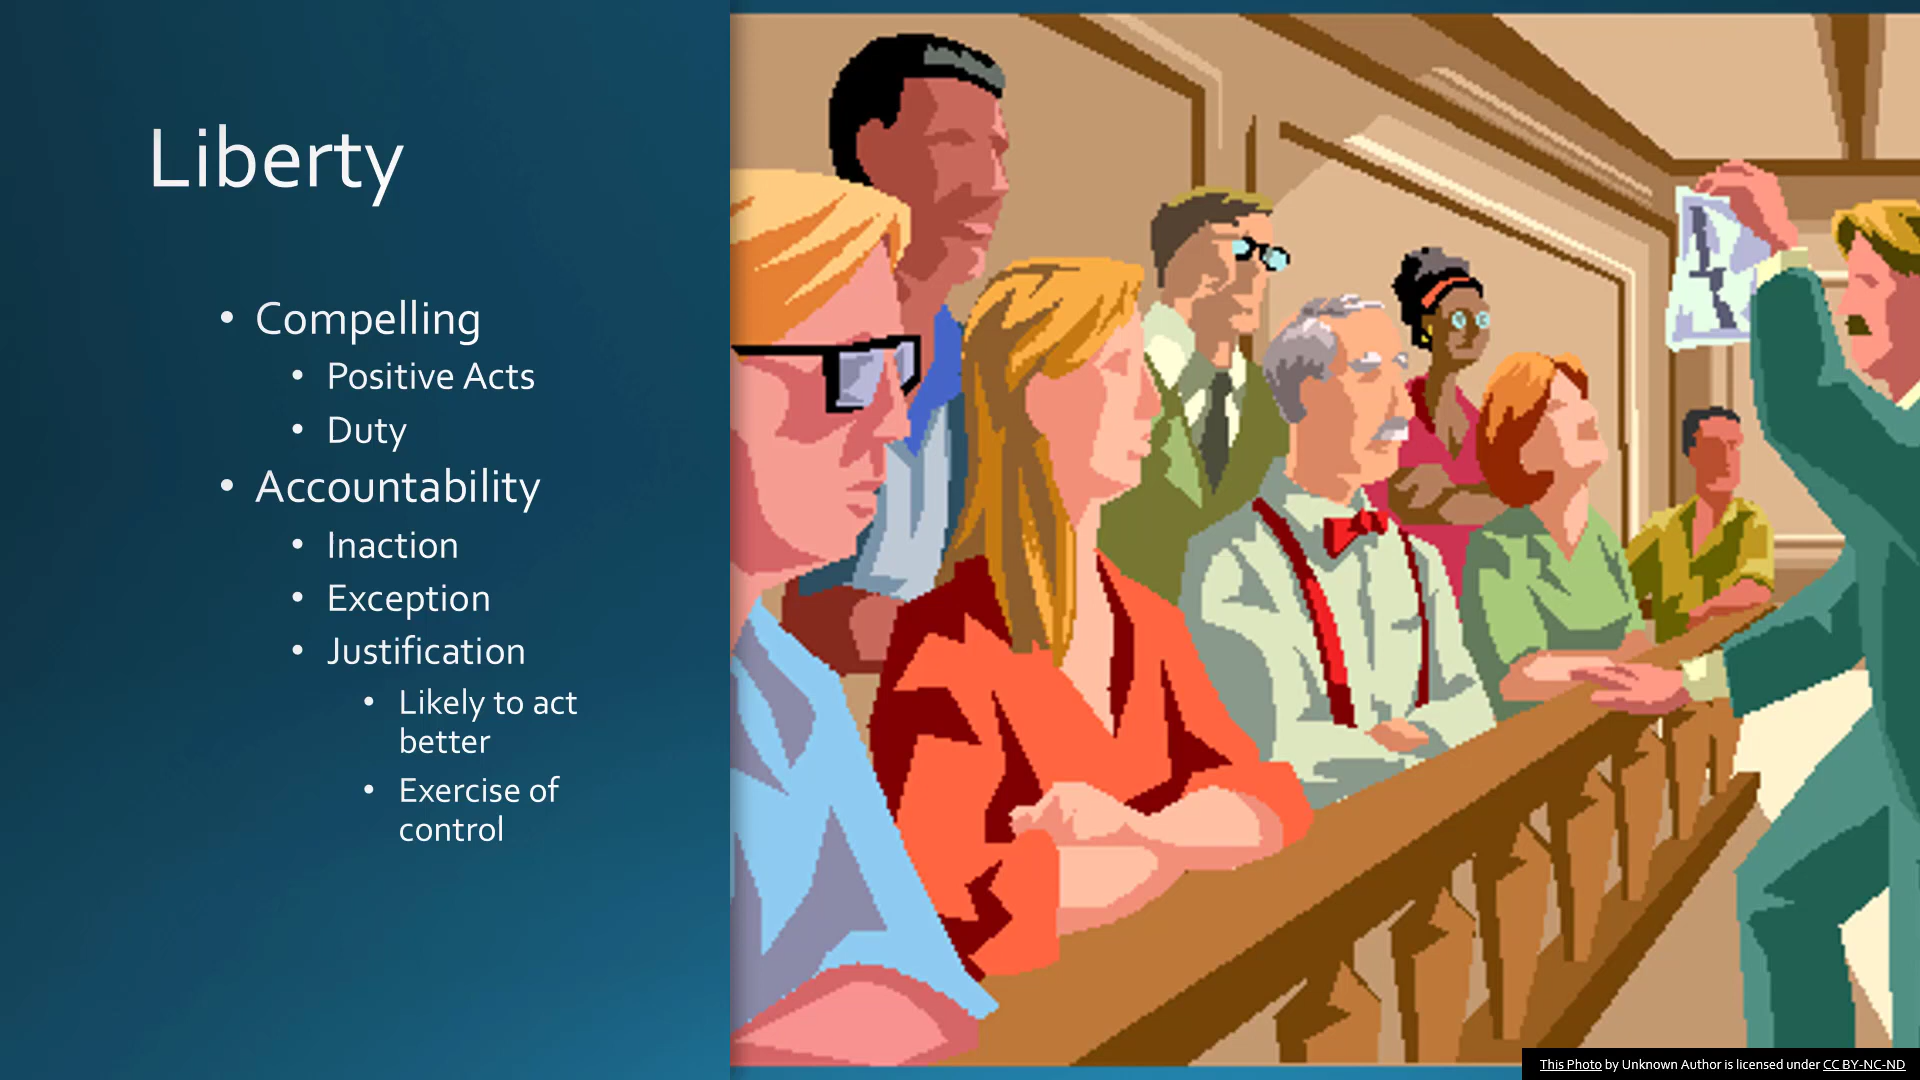 Liberty
• Compelling
• Positive Acts
• Duty
• Accountability
• Inaction
• Exception
• Justification
• Likely to act
better
• Exercise of
control
This Photo by Unknown Author is licensed under CC BY-NC-ND